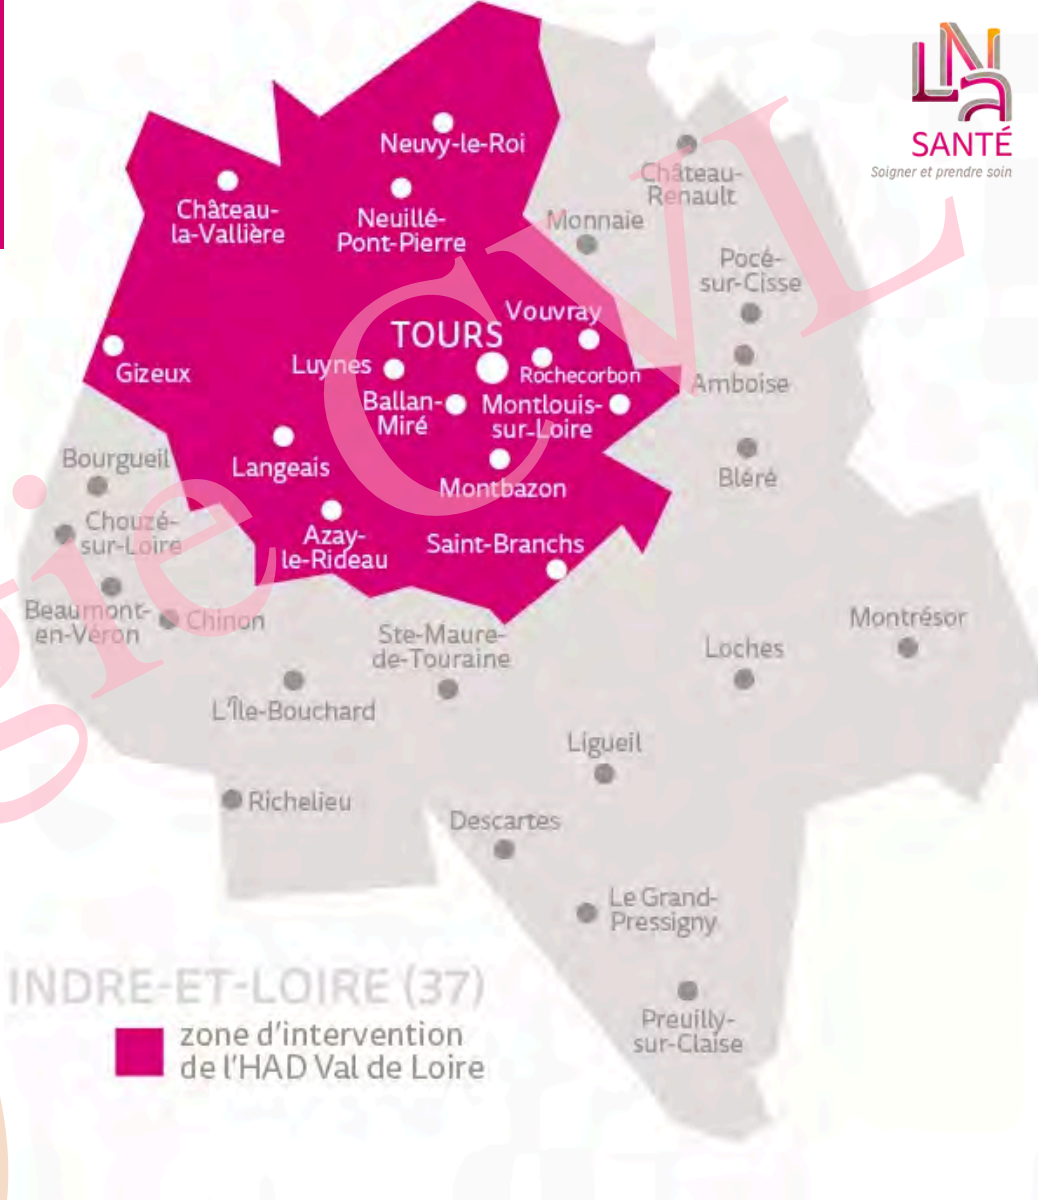 LNa
SANTÉ
Soigner et prendre soin
Neuvy-le-Roi
Château-
la-Vallière
Neuillé-
Pont-Pierre
Château-
Renault
Monnaie
Pocé-
sur-Cisse
Vouvray
TOURS
Luynes
Rochecorbon
Gizeux
Amboise
Ballan-
Miré
Montlouis-
sur-Loire
Bourgueil
Langeais
Bléré
Montbazon
Chouzé-
sur-Loire
Azay-
le-Rideau
Saint-Branchs
Beaumont-
en-Véron
Chinon
Ste-Maure-
de-Touraine
Montrésor
Loches
L'Île-Bouchard
Ligueil
Richelieu
Descartes
Le Grand-
Pressigny
Preuilly-
sur-Claise
INDRE-ET-LOIRE (37)
zone d'intervention
de l'HAD Val de Loire
gie CVL